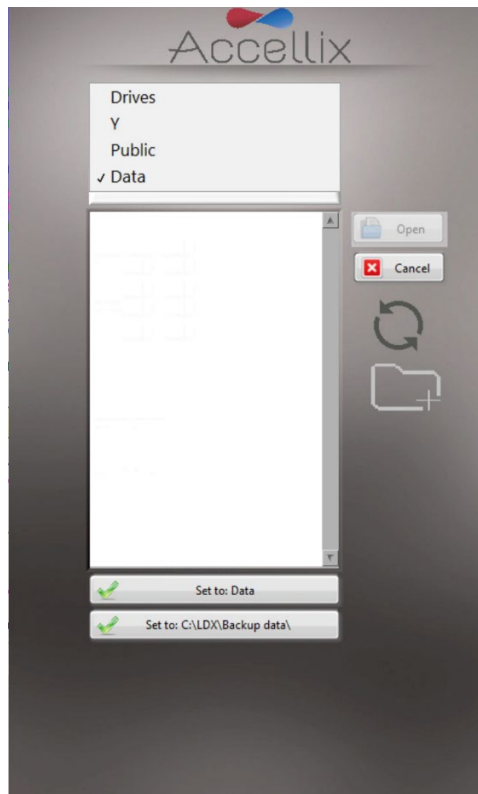 Accellix
Drives
Y
Public
✓ Data
Open
Cancel
Set to: Data
Set to: C:\LDX\Backup data\